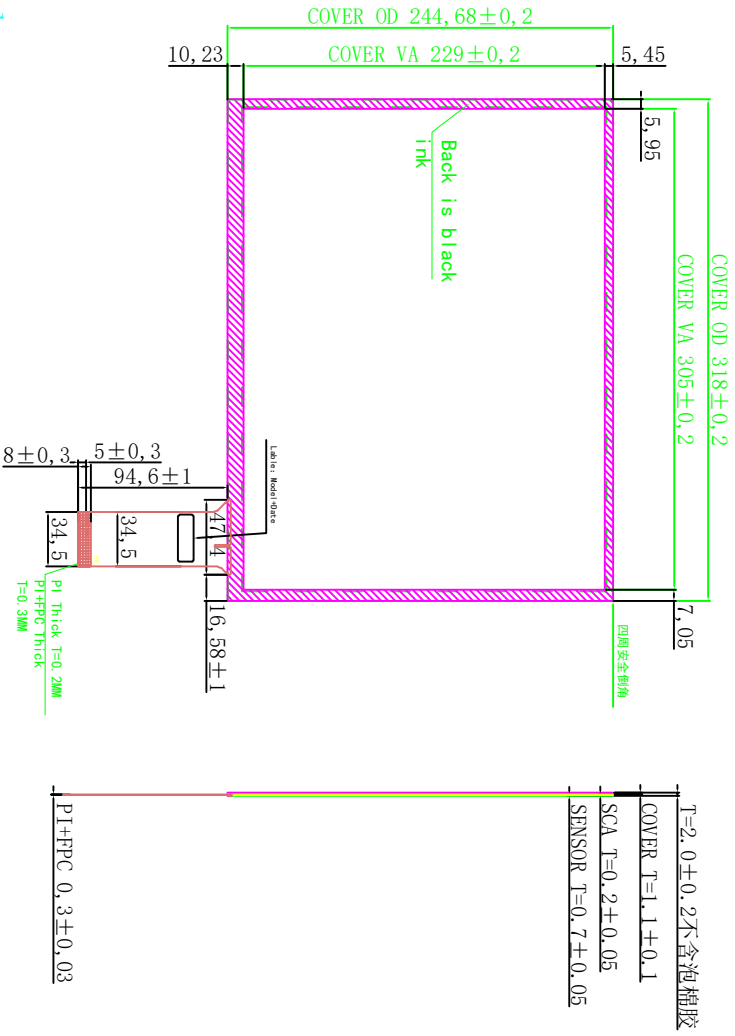 COVER OD 244,68±0,2
COVER VA 229±0,2
10,23
5,45
5,95
COVER OD 318±0,2
COVER VA 305±0,2
Back is black
ink
Lable: Model+Date
8±0,3
5±0,3
94,6±1
34,5
34,5
16,58±1
7,05
四周安全倒角
PI Thick T=0.2MM
PI+FPC Thick
T=0.3MM
T=2.0±0.2不含泡棉胶
COVER T=1.1±0.1
SCA T=0.2±0.05
SENSOR T=0.7±0.05
PI+FPC 0,3±0,03